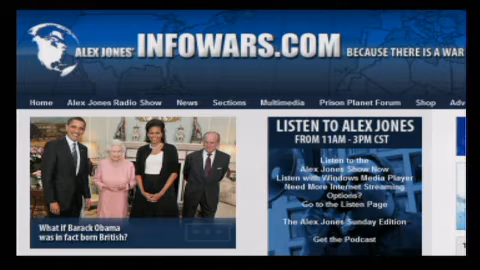 ALEX JONES' INFOWARS.COM BECAUSE THERE IS A WAR
Home Alex Jones Radio Show News Sections Multimedia Prison Planet Forum Shop Adv
LISTEN TO ALEX JONES
FROM 11AM - 3PM CST
Listen to the
Alex Jones Show Now
Listen with Windows Media Player
Need More Internet Streaming
Options?
Go to the Listen Page
The Alex Jones Sunday Edition
Get the Podcast
What if Barack Obama
was in fact born British?